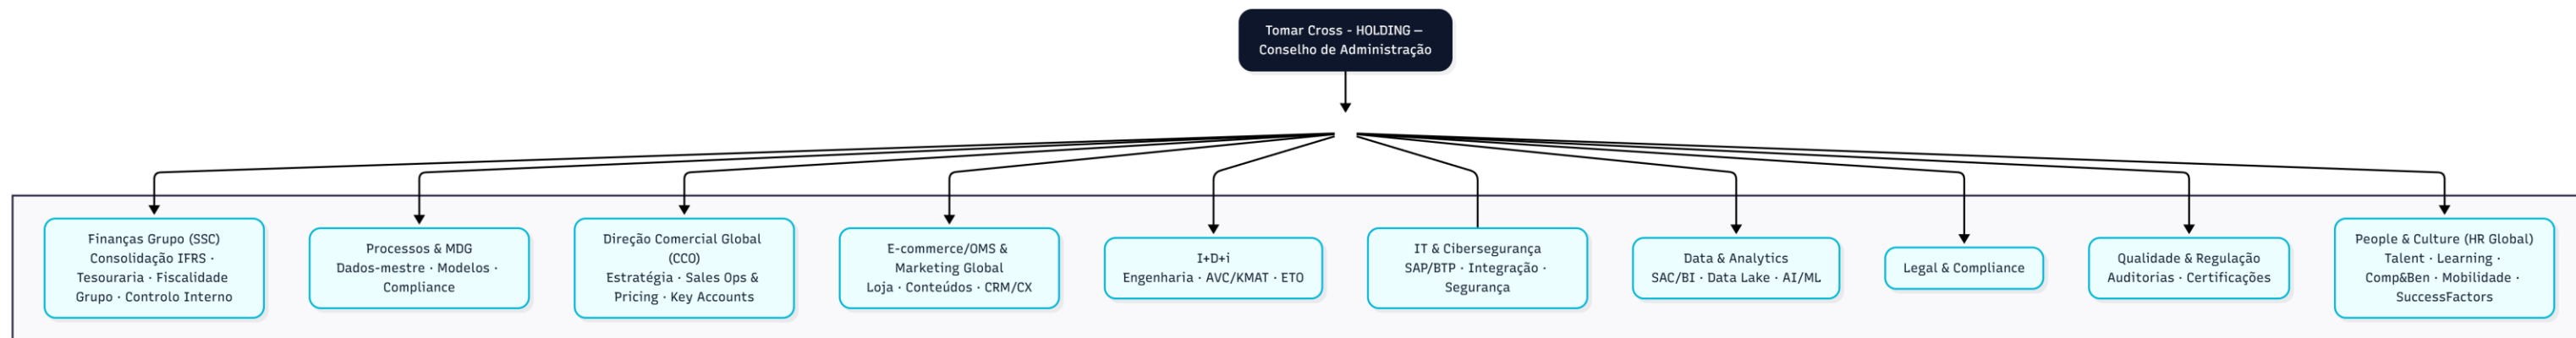 Tomar Cross - HOLDING —
Conselho de Administração
Finanças Grupo (SSC)
Consolidação IFRS ·
Tesouraria · Fiscalidade
Grupo · Controlo Interno
Processos & MDG
Dados-mestre · Modelos ·
Compliance
Direção Comercial Global
(CCO)
Estratégia · Sales Ops &
Pricing · Key Accounts
E-commerce/OMS &
Marketing Global
Loja · Conteúdos · CRM/CX
I+D+i
Engenharia · AVC/KMAT · ETO
IT & Cibersegurança
SAP/BTP · Integração ·
Segurança
Data & Analytics
SAC/BI · Data Lake · AI/ML
Legal & Compliance
Qualidade & Regulação
Auditorias · Certificações
People & Culture (HR Global)
Talent · Learning ·
Comp&Ben · Mobilidade ·
SuccessFactors